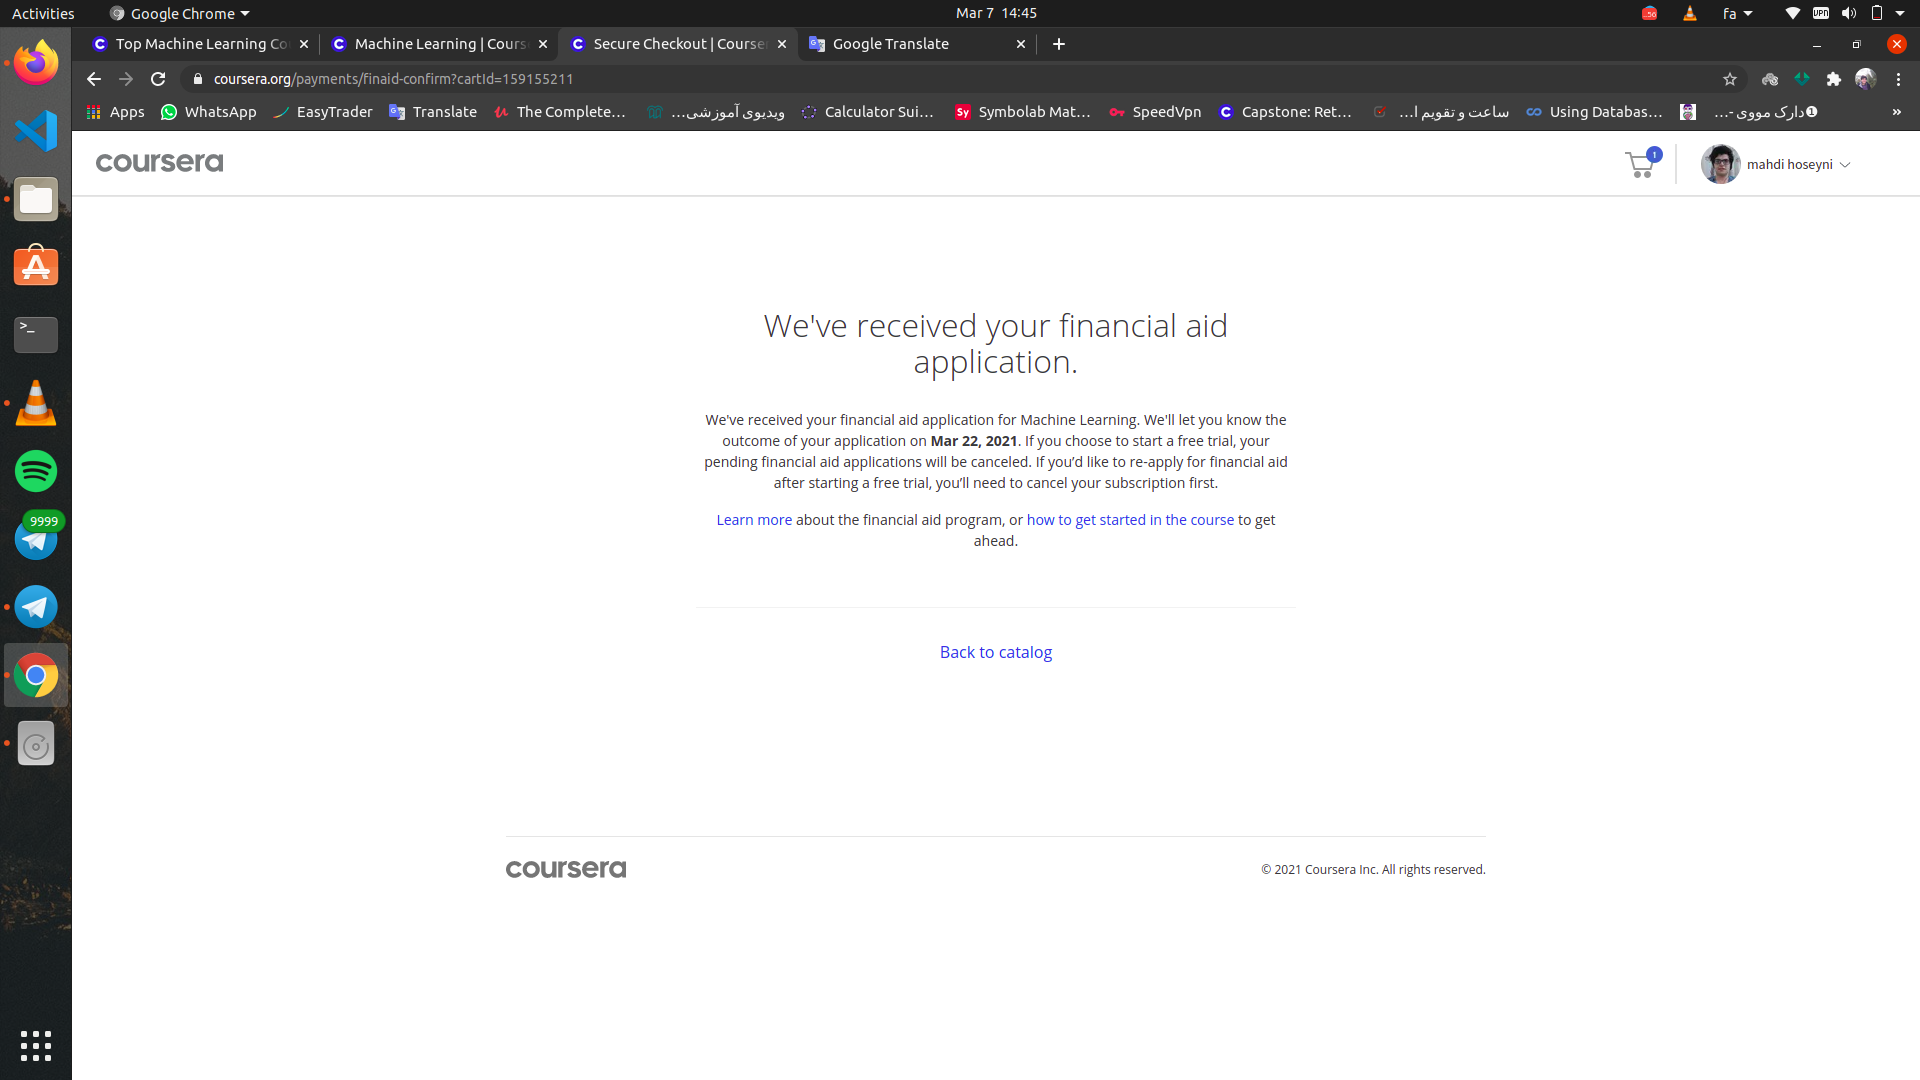 Activities
Google Chrome
Mar 7 14:45
fa
VPN
Top Machine Learning Co
Machine Learning | Cours
Secure Checkout | Course
Google Translate
coursera.org/payments/finaid-confirm?cartId=159155211
Apps
WhatsApp
EasyTrader
Translate
The Complete…
ویدیوی آموزشی…
Calculator Sui…
Sy
Symbolab Mat…
SpeedVpn
Capstone: Ret…
ساعت و تقویم ا…
Using Databas…
❶دارک مووی -…
»
coursera
1
mahdi hoseyni
We've received your financial aid
application.
We've received your financial aid application for Machine Learning. We'll let you know the
outcome of your application on Mar 22, 2021. If you choose to start a free trial, your
pending financial aid applications will be canceled. If you’d like to re-apply for financial aid
after starting a free trial, you’ll need to cancel your subscription first.
Learn more about the financial aid program, or how to get started in the course to get
ahead.
Back to catalog
coursera
© 2021 Coursera Inc. All rights reserved.
>_
9999